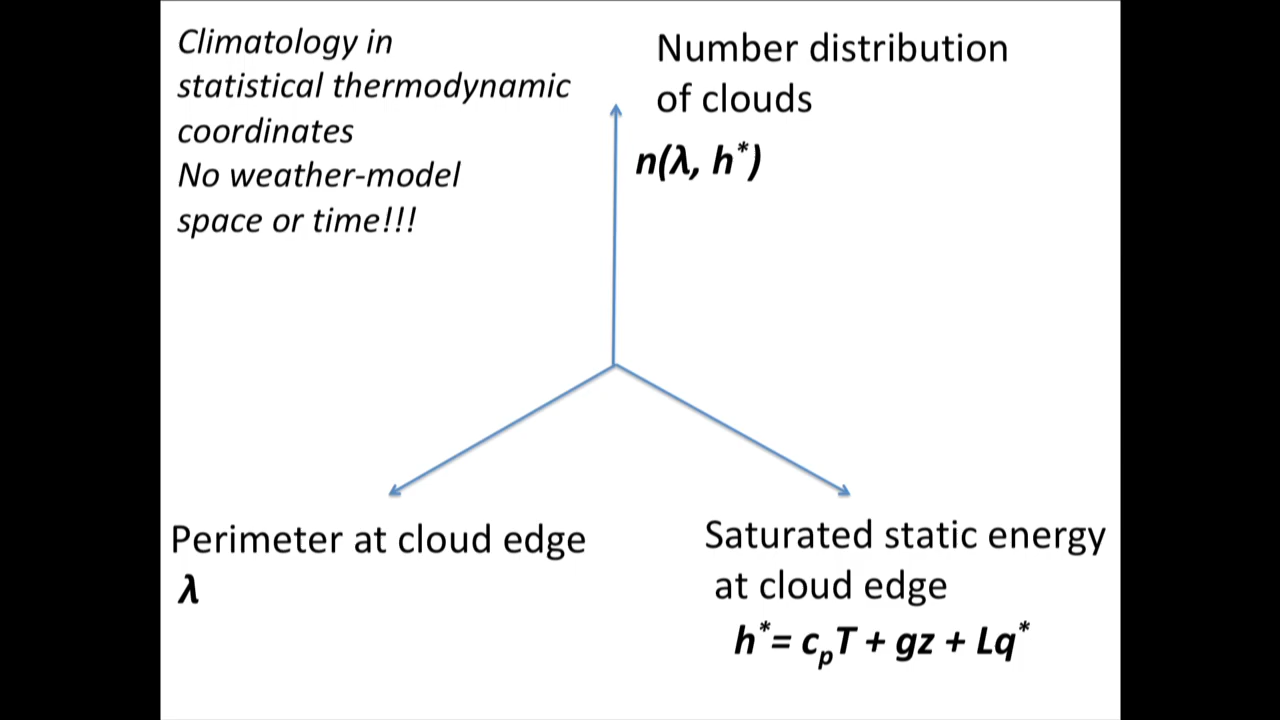 Climatology in
statistical thermodynamic
coordinates
No weather-model
space or time!!!
Number distribution
of clouds
n(λ, h*)
Perimeter at cloud edge
λ
Saturated static energy
at cloud edge
h*= cpT + gz + Lq*